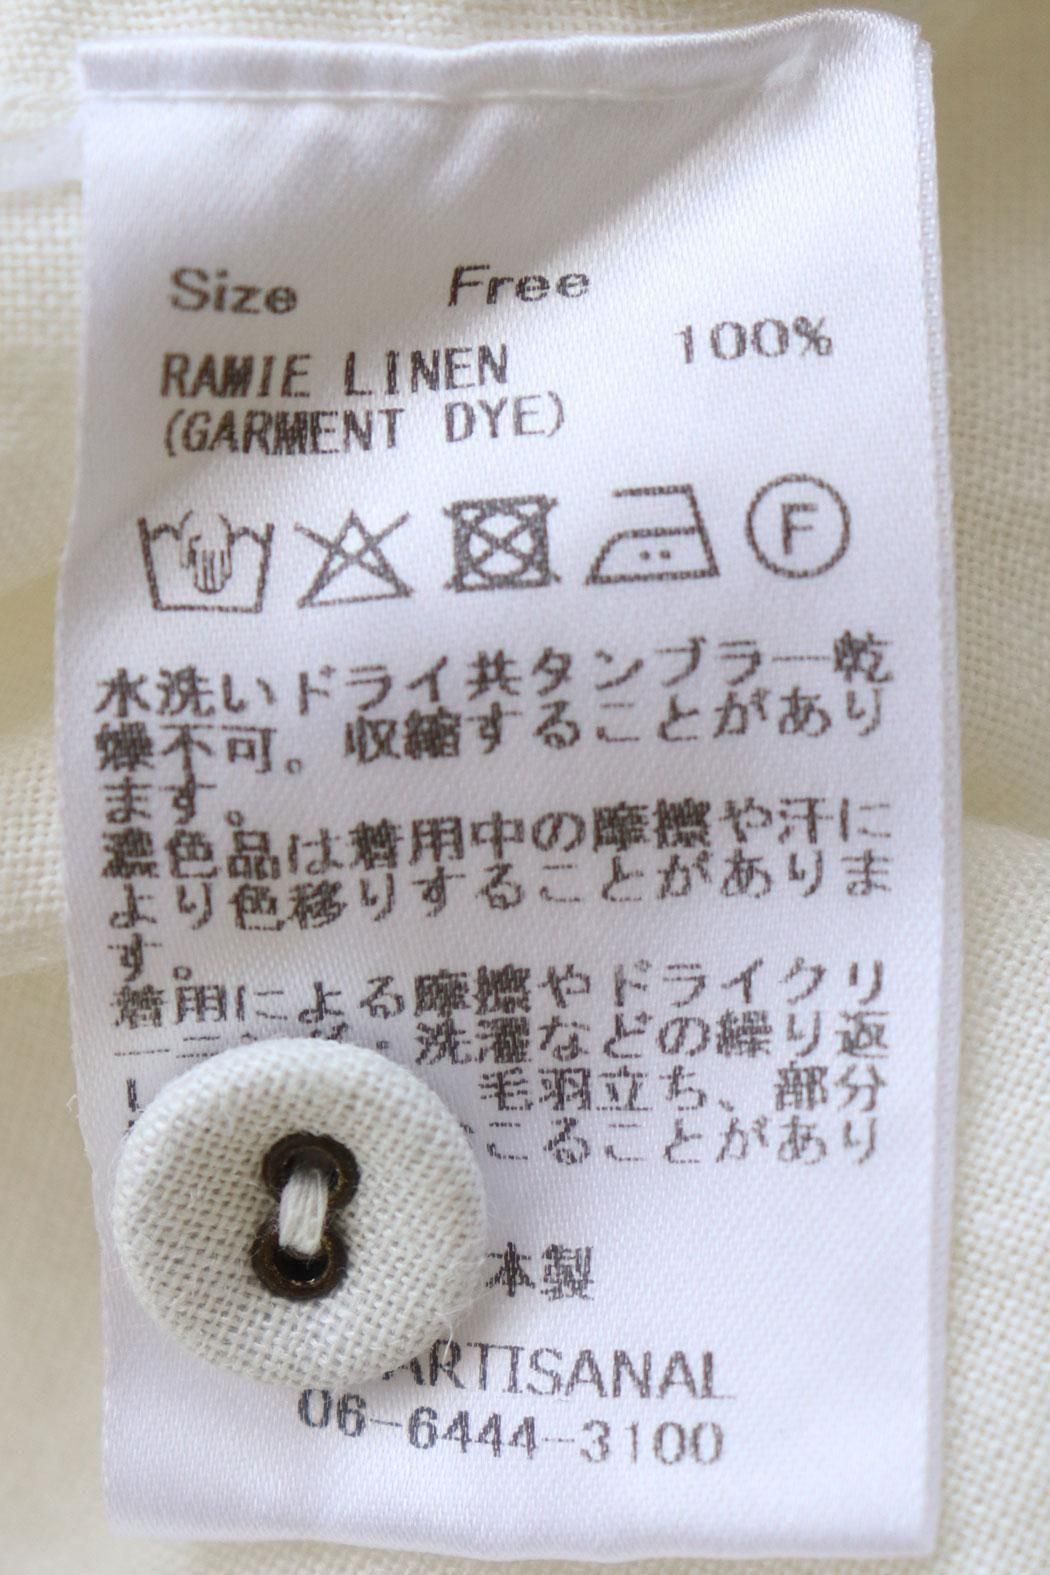 Size Free
RAMIE LINEN 100%
(GARMENT DYE)
F
水洗いドライ共タンブラー乾
燥不可。収縮することがあり
ます。
濃色品は着用中の摩擦や汗に
より色移りすることがありま
す。
着用による摩擦やドライクリ
洗濯などの繰り返
し 毛羽立ち、部分
こることがあり
本製
ARTISANAL
06-6444-3100